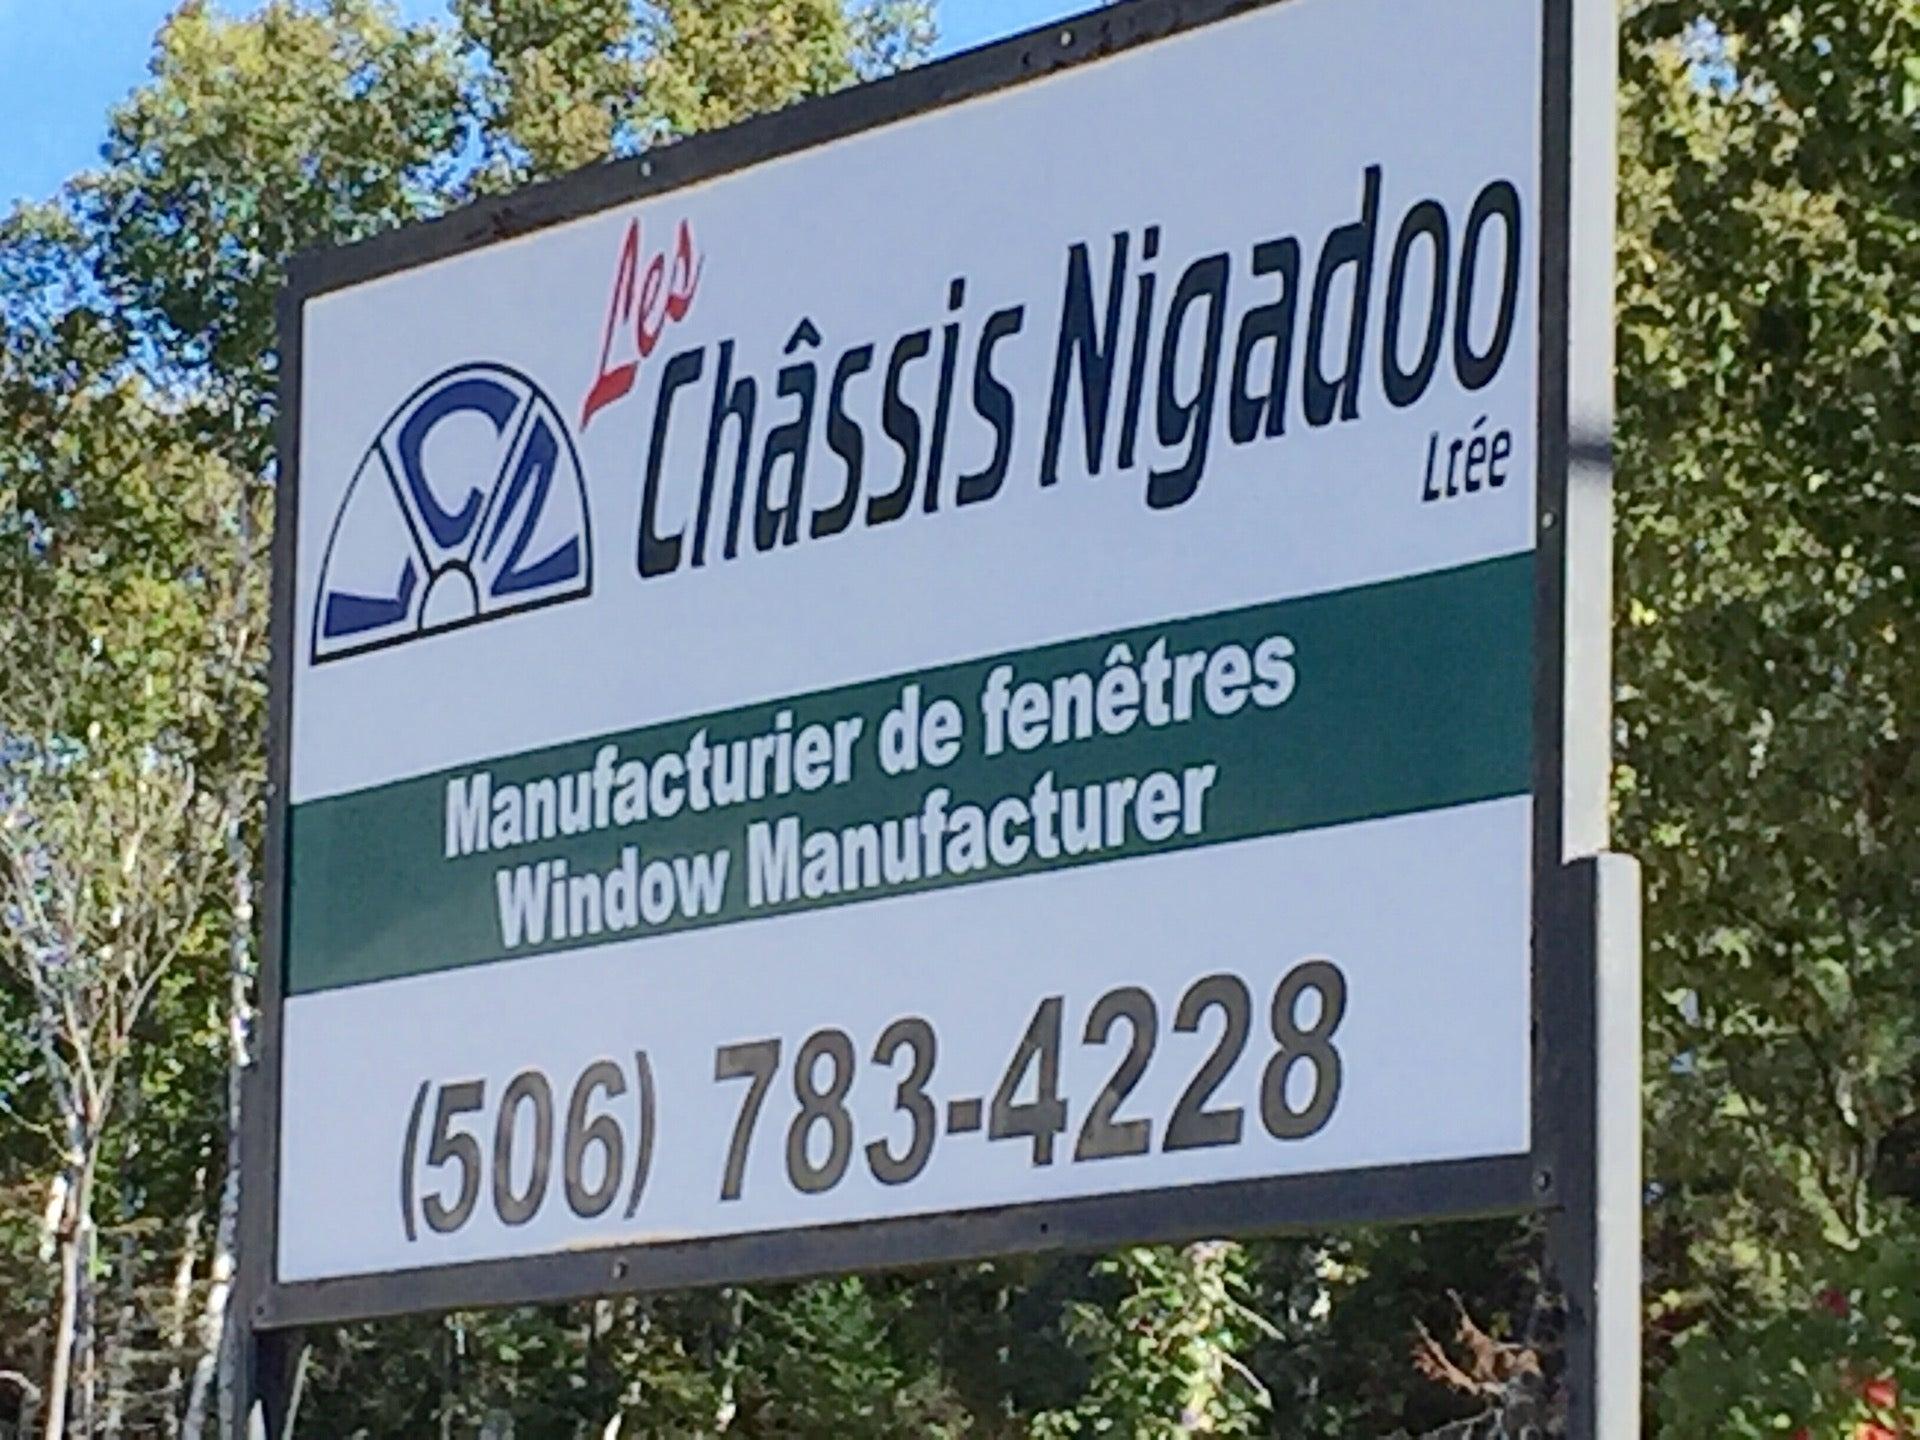 LCN
Les
Châssis Nigadoo
Ltée
Manufacturier de fenêtres
Window Manufacturer
(506) 783-4228